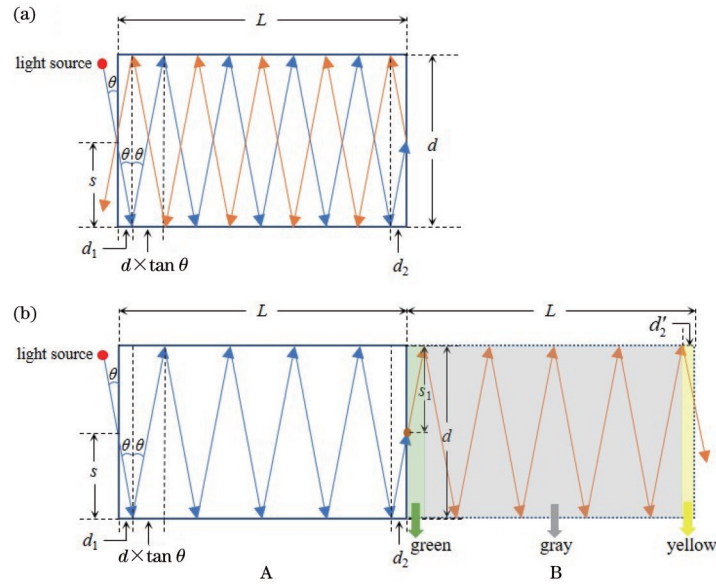 (a)
L
light source
θ
θ θ
s
d
d₁
d×tan θ
d₂
(b)
L
L
d₂′
light source
θ
θ θ
s
s₁
d
d₁
d×tan θ
d₂
green
gray
yellow
A
B